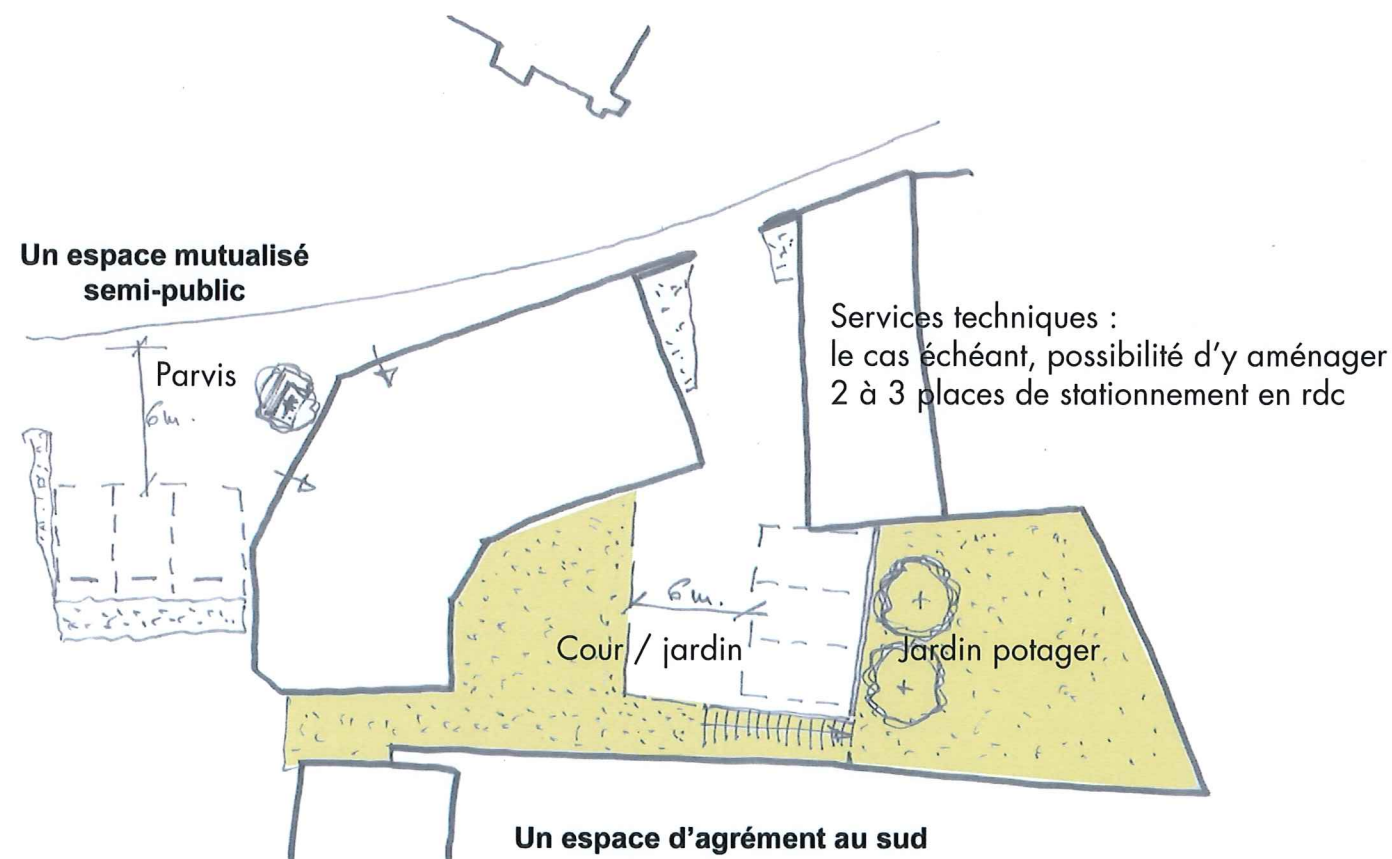 Un espace mutualisé
semi-public
Parvis
6m.
Services techniques :
le cas échéant, possibilité d'y aménager
2 à 3 places de stationnement en rdc
6m.
Cour / jardin
Jardin potager
Un espace d'agrément au sud